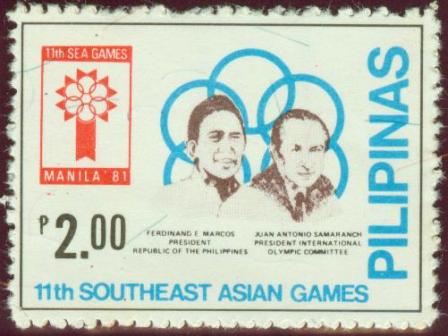 11th SEA GAMES
MANILA '81
₱2.00
FERDINAND E. MARCOS
PRESIDENT
REPUBLIC OF THE PHILIPPINES
JUAN ANTONIO SAMARANCH
PRESIDENT INTERNATIONAL
OLYMPIC COMMITTEE
PILIPINAS
11th SOUTHEAST ASIAN GAMES